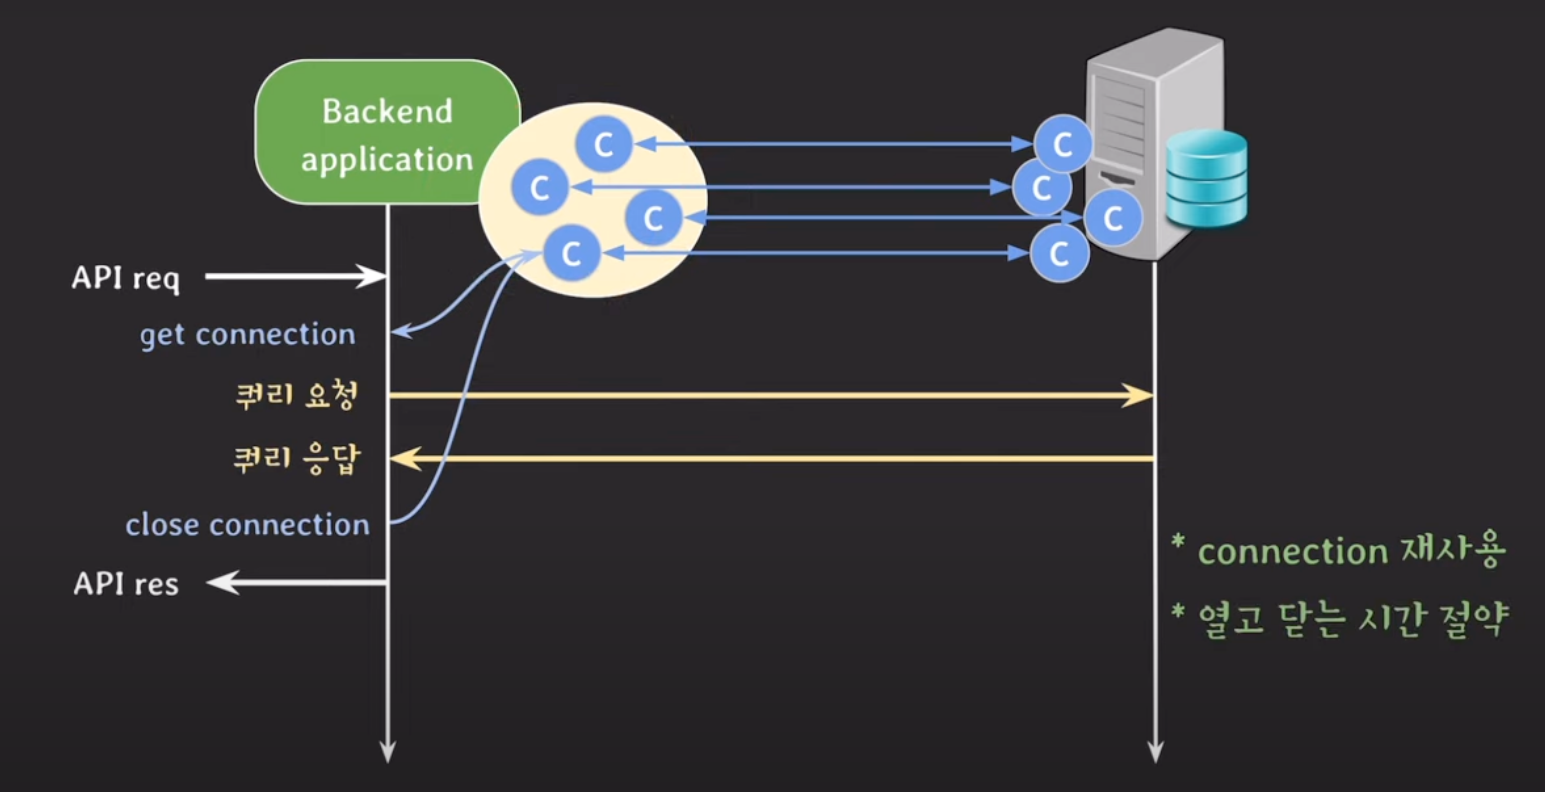 Backend
application
C
C
C
C
C
C
C
C
API req
get connection
쿼리 요청
쿼리 응답
close connection
API res
* connection 재사용
* 열고 닫는 시간 절약